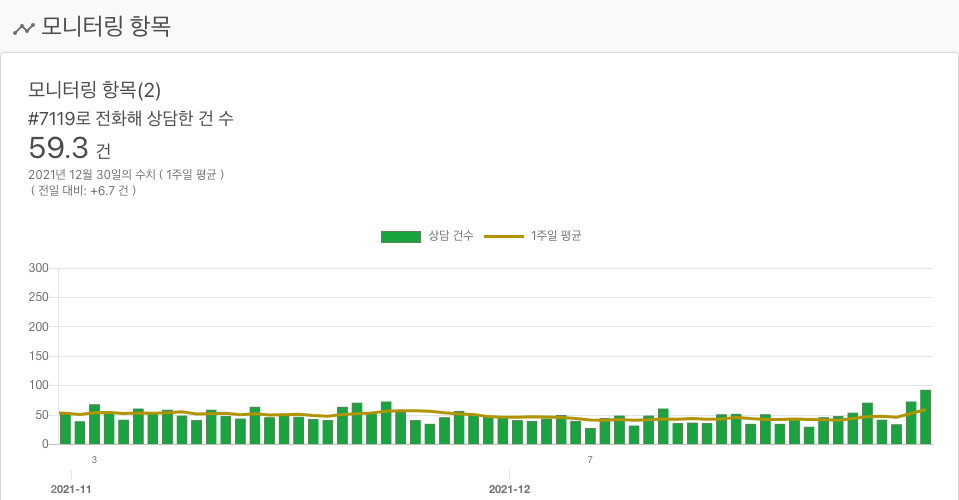 모니터링 항목
모니터링 항목(2)
#7119로 전화해 상담한 건 수
59.3 건
2021년 12월 30일의 수치 ( 1주일 평균 )
( 전일 대비: +6.7 건 )
상담 건수 1주일 평균
300
250
200
150
100
50
0
3 7
2021-11 2021-12